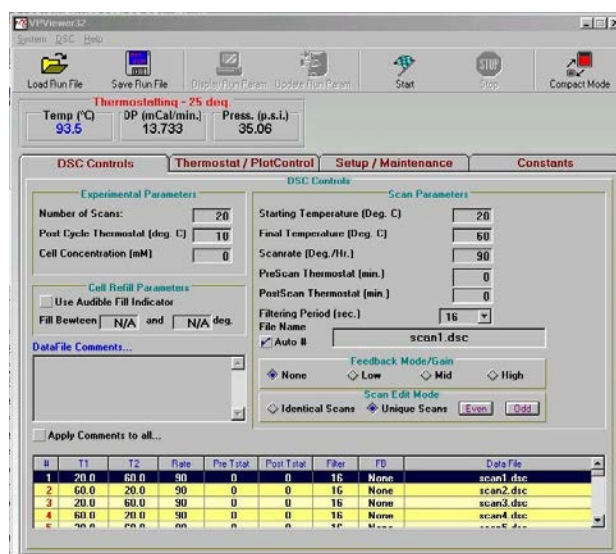 VPViewer32
System DSC Help
Load Run File Save Run File Display Run Param Update Run Param Start Stop Compact Mode
Thermostatting - 25 deg.
Temp (°C) DP (mCal/min.) Press. (p.s.i.)
93.5 13.733 35.06
DSC Controls Thermostat / PlotControl Setup / Maintenance Constants
DSC Controls
Experimental Parameters
Number of Scans: 20
Post Cycle Thermostat (deg. C) 10
Cell Concentration (mM) 0
Cell Refill Parameters
Use Audible Fill Indicator
Fill Bewteen N/A and N/A deg.
DataFile Comments...
Apply Comments to all...
Scan Parameters
Starting Temperature (Deg. C) 20
Final Temperature (Deg. C) 60
Scanrate (Deg./Hr.) 90
PreScan Thermostat (min.) 0
PostScan Thermostat (min.) 0
Filtering Period (sec.) 16
File Name
Auto # scan1.dsc
Feedback Mode/Gain
None Low Mid High
Scan Edit Mode
Identical Scans Unique Scans Even Odd
# T1 T2 Rate Pre Tstat Post Tstat Filter FB Data File
1 20.0 60.0 90 0 0 16 None scan1.dsc
2 60.0 20.0 90 0 0 16 None scan2.dsc
3 20.0 60.0 90 0 0 16 None scan3.dsc
4 60.0 20.0 90 0 0 16 None scan4.dsc